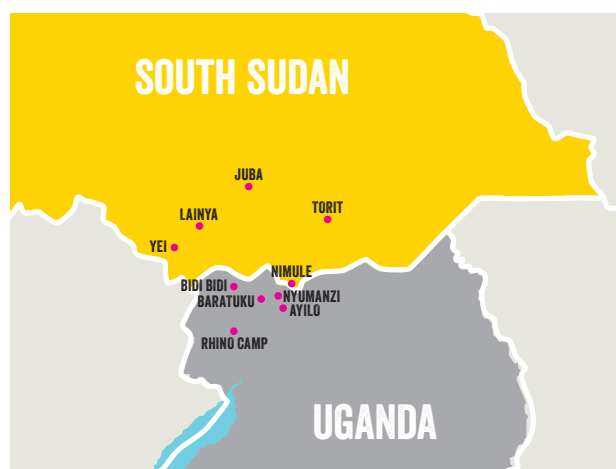 SOUTH SUDAN
JUBA
TORIT
LAINYA
YEI
NIMULE
BIDI BIDI
NYUMANZI
BARATUKU
AYILO
RHINO CAMP
UGANDA